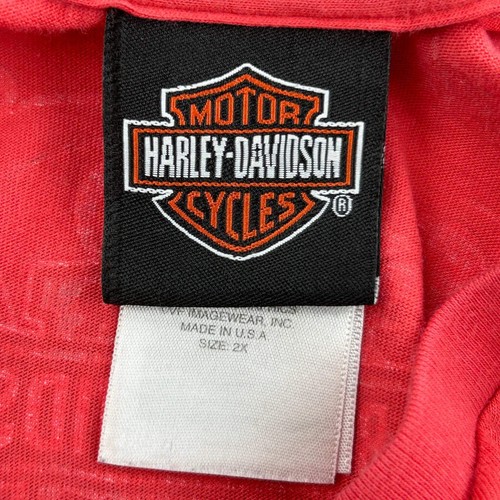 MOTOR
HARLEY-DAVIDSON
CYCLES
®
VF IMAGEWEAR, INC.
MADE IN U.S.A
SIZE: 2X